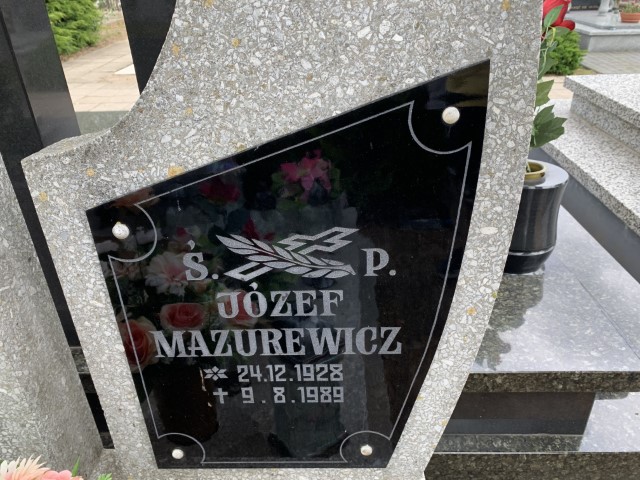 Ś. P.
JÓZEF
MAZUREWICZ
* 24.12.1928
✝ 9.8.1989